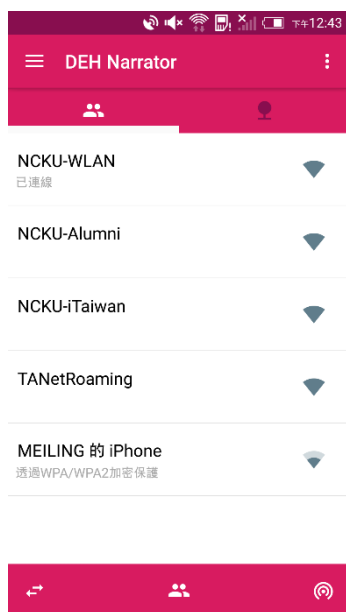 下午12:43
DEH Narrator
NCKU-WLAN
已連線
NCKU-Alumni
NCKU-iTaiwan
TANetRoaming
MEILING 的 iPhone
透過WPA/WPA2加密保護